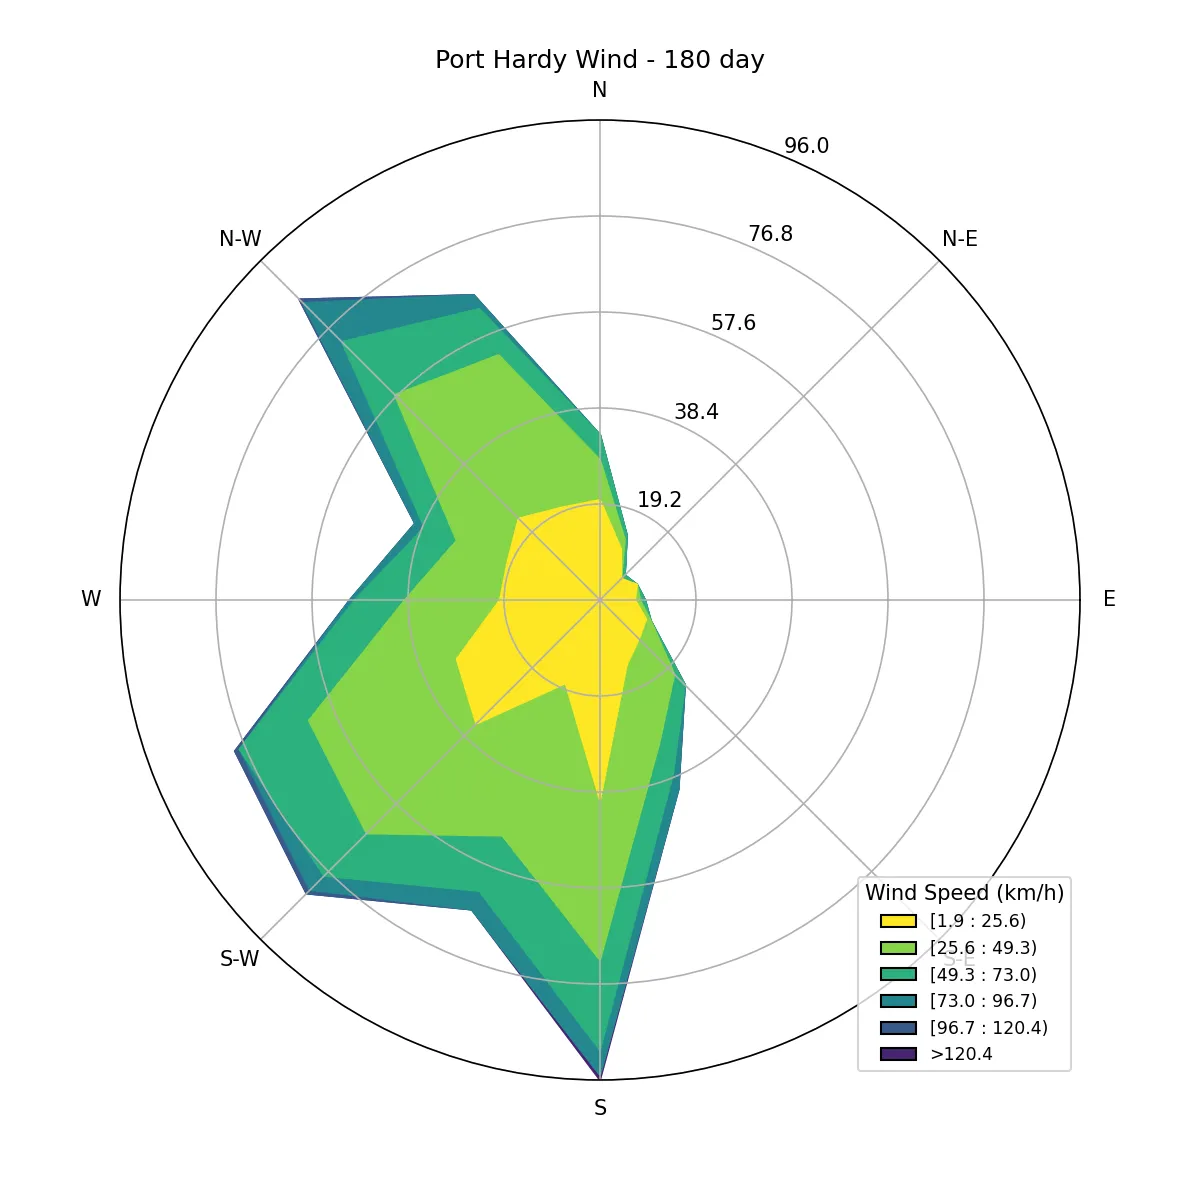 Port Hardy Wind - 180 day
N
96.0
76.8
N-W
N-E
57.6
38.4
19.2
W
E
S-W
S-E
S
Wind Speed (km/h)
[1.9 : 25.6)
[25.6 : 49.3)
[49.3 : 73.0)
[73.0 : 96.7)
[96.7 : 120.4)
>120.4